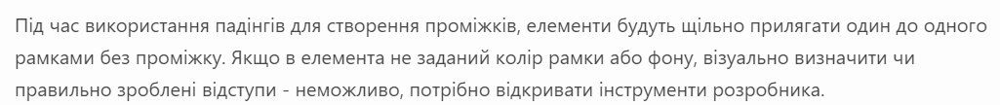 Під час використання падінгів для створення проміжків, елементи будуть щільно прилягати один до одного
рамками без проміжку. Якщо в елемента не заданий колір рамки або фону, візуально визначити чи
правильно зроблені відступи - неможливо, потрібно відкривати інструменти розробника.